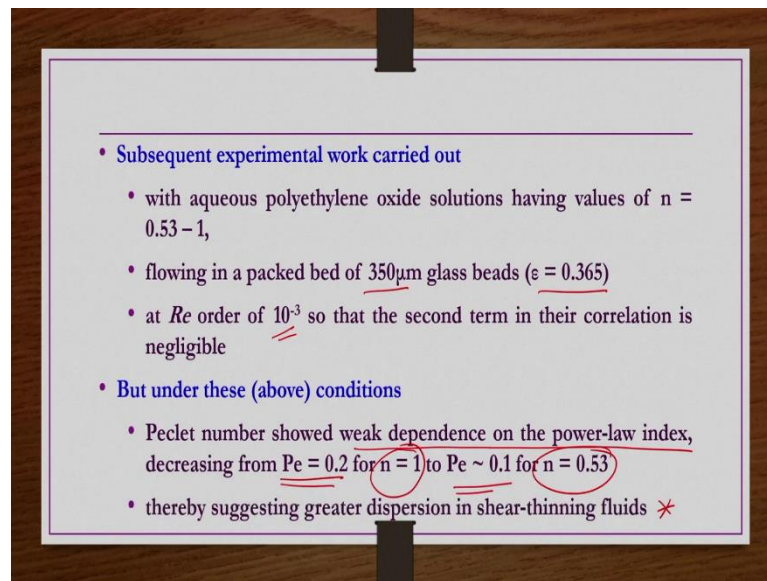 • Subsequent experimental work carried out
• with aqueous polyethylene oxide solutions having values of n =
0.53 – 1,
• flowing in a packed bed of 350μm glass beads (ε = 0.365)
• at Re order of 10⁻³ so that the second term in their correlation is
negligible
• But under these (above) conditions
• Peclet number showed weak dependence on the power-law index,
decreasing from Pe = 0.2 for n = 1 to Pe ~ 0.1 for n = 0.53
• thereby suggesting greater dispersion in shear-thinning fluids *